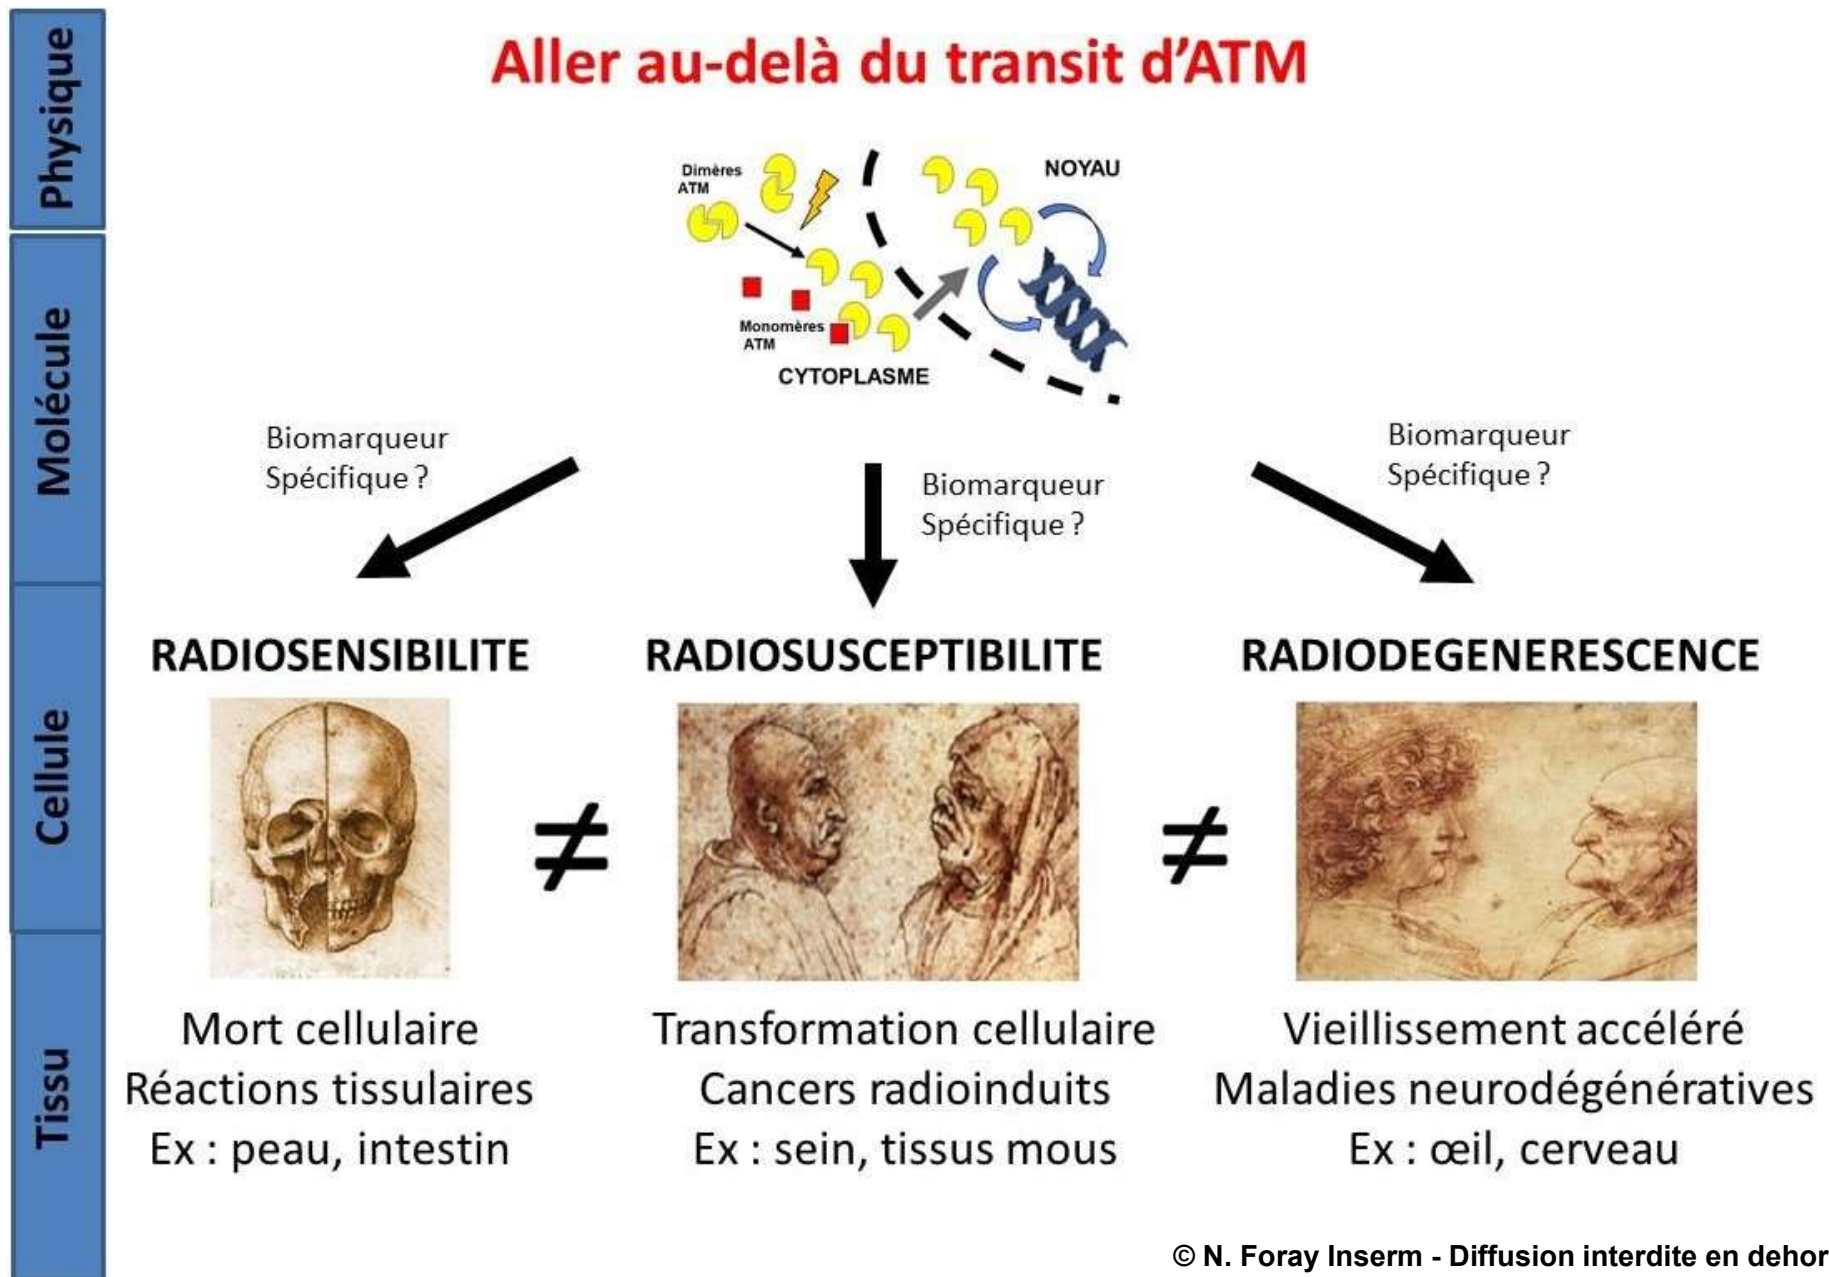 Aller au-delà du transit d'ATM
Physique
Molécule
Cellule
Tissu
Dimères
ATM
NOYAU
Monomères
ATM
CYTOPLASME
Biomarqueur
Spécifique ?
Biomarqueur
Spécifique ?
Biomarqueur
Spécifique ?
RADIOSENSIBILITE
RADIOSUSCEPTIBILITE
RADIODEGENERESCENCE
≠
≠
Mort cellulaire
Réactions tissulaires
Ex : peau, intestin
Transformation cellulaire
Cancers radioinduits
Ex : sein, tissus mous
Vieillissement accéléré
Maladies neurodégénératives
Ex : œil, cerveau
© N. Foray Inserm - Diffusion interdite en dehor